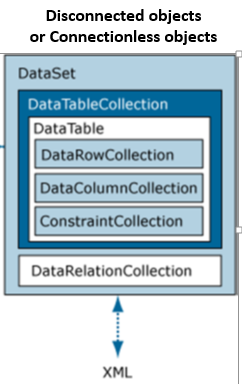 Disconnected objects
or Connectionless objects
DataSet
DataTableCollection
DataTable
DataRowCollection
DataColumnCollection
ConstraintCollection
DataRelationCollection
XML